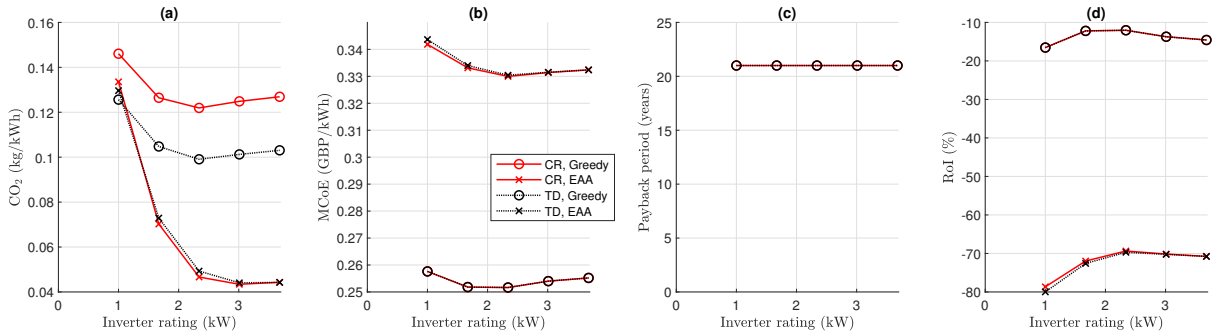 (a)
0.16
0.14
0.12
0.1
0.08
0.06
0.04
0
1
2
3
CO2 (kg/kWh)
Inverter rating (kW)
(b)
0.34
0.33
0.32
0.31
0.3
0.29
0.28
0.27
0.26
0.25
0
1
2
3
MCoE (GBP/kWh)
Inverter rating (kW)
CR, Greedy
CR, EAA
TD, Greedy
TD, EAA
(c)
25
20
15
10
5
0
0
1
2
3
Payback period (years)
Inverter rating (kW)
(d)
-10
-20
-30
-40
-50
-60
-70
-80
0
1
2
3
RoI (%)
Inverter rating (kW)